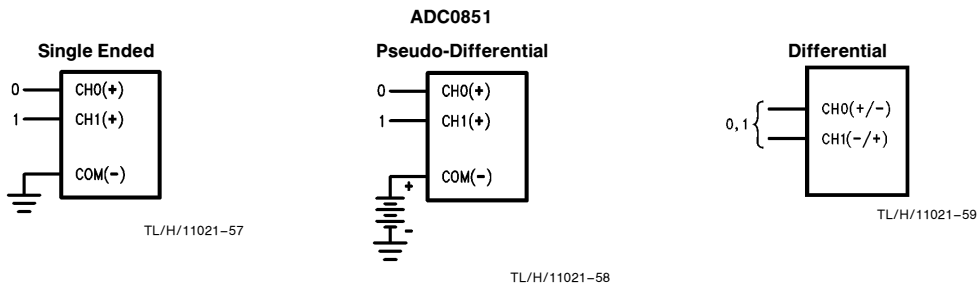 ADC0851
Single Ended
0
CH0(+)
1
CH1(+)
COM(-)
TL/H/11021–57
Pseudo-Differential
0
CH0(+)
1
CH1(+)
COM(-)
+
-
TL/H/11021–58
Differential
0,1
CH0(+/-)
CH1(-/+)
TL/H/11021–59